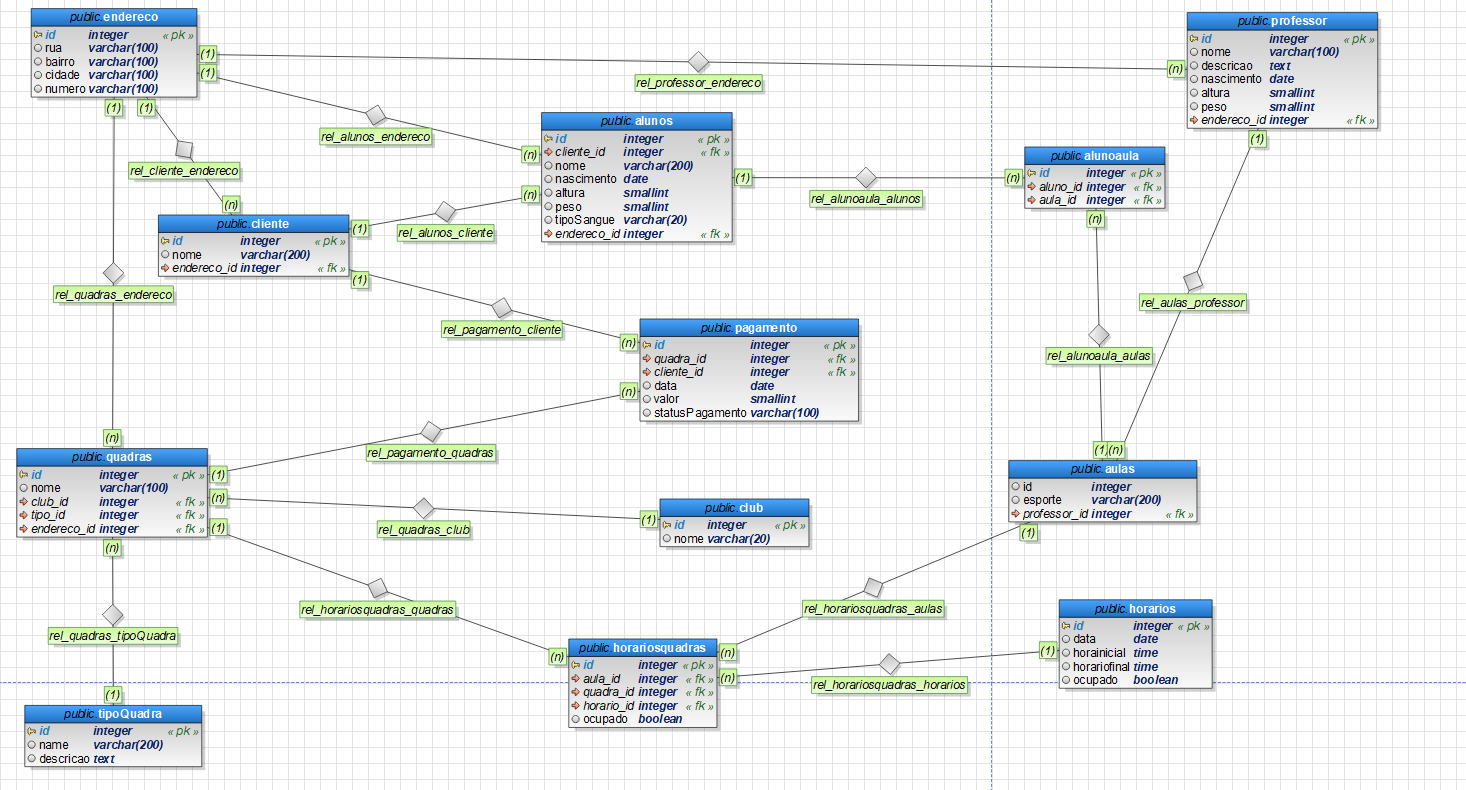 public.endereco
id integer « pk »
rua varchar(100)
bairro varchar(100)
cidade varchar(100)
numero varchar(100)
(1)
(1)
(1)
(1)
rel_professor_endereco
(n)
public.professor
id integer « pk »
nome varchar(100)
descricao text
nascimento date
altura smallint
peso smallint
endereco_id integer « fk »
(1)
rel_alunos_endereco
(n)
public.alunos
id integer « pk »
cliente_id integer « fk »
nome varchar(200)
nascimento date
altura smallint
peso smallint
tipoSangue varchar(20)
endereco_id integer « fk »
(1)
rel_alunoaula_alunos
(n)
public.alunoaula
id integer « pk »
aluno_id integer « fk »
aula_id integer « fk »
(n)
rel_cliente_endereco
(n)
public.cliente
id integer « pk »
nome varchar(200)
endereco_id integer « fk »
(1)
rel_alunos_cliente
(n)
(1)
rel_quadras_endereco
rel_pagamento_cliente
(n)
public.pagamento
id integer « pk »
quadra_id integer « fk »
cliente_id integer « fk »
data date
valor smallint
statusPagamento varchar(100)
(n)
rel_aulas_professor
rel_alunoaula_aulas
rel_pagamento_quadras
(n)
public.quadras
id integer « pk »
nome varchar(100)
club_id integer « fk »
tipo_id integer « fk »
endereco_id integer « fk »
(1)
(n)
(1)
(n)
rel_quadras_club
(1)
public.club
id integer « pk »
nome varchar(20)
(1)
(n)
public.aulas
id integer
esporte varchar(200)
professor_id integer « fk »
(1)
rel_horariosquadras_quadras
rel_horariosquadras_aulas
rel_quadras_tipoQuadra
(n)
public.horariosquadras
id integer « pk »
aula_id integer « fk »
quadra_id integer « fk »
horario_id integer « fk »
ocupado boolean
(n)
(n)
rel_horariosquadras_horarios
(1)
public.horarios
id integer « pk »
data date
horainicial time
horariofinal time
ocupado boolean
(1)
public.tipoQuadra
id integer « pk »
name varchar(200)
descricao text